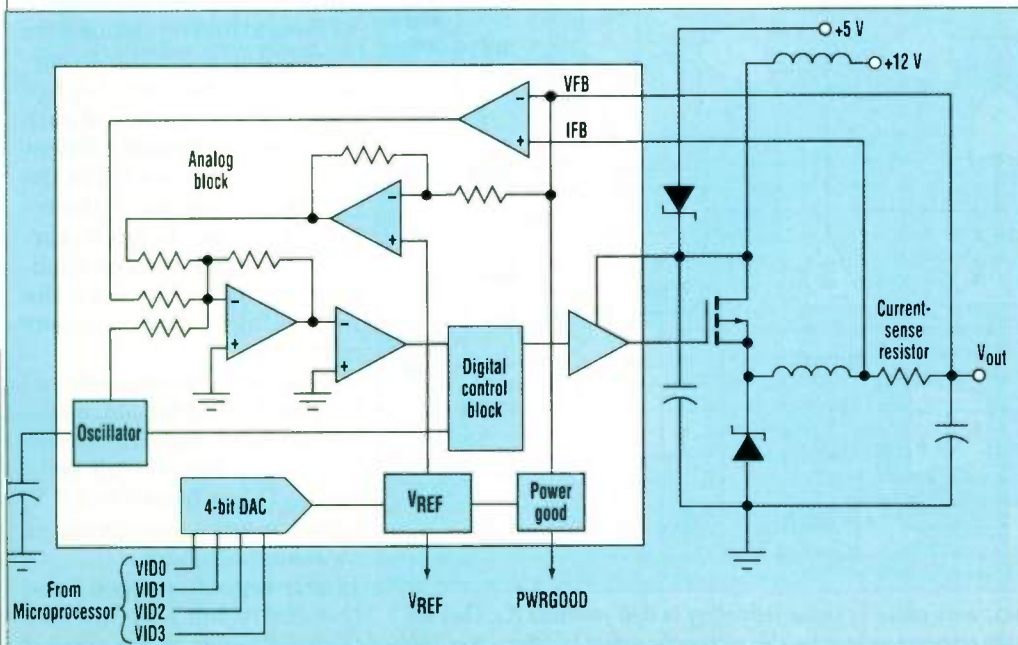 +5 V
+12 V
VFB
IFB
Analog
block
Current-
sense
resistor
Vout
Digital
control
block
Oscillator
4-bit DAC
VREF
Power
good
From
Microprocessor
VID0
VID1
VID2
VID3
VREF
PWRGOOD
- 
+
- 
+
- 
+
- 
+